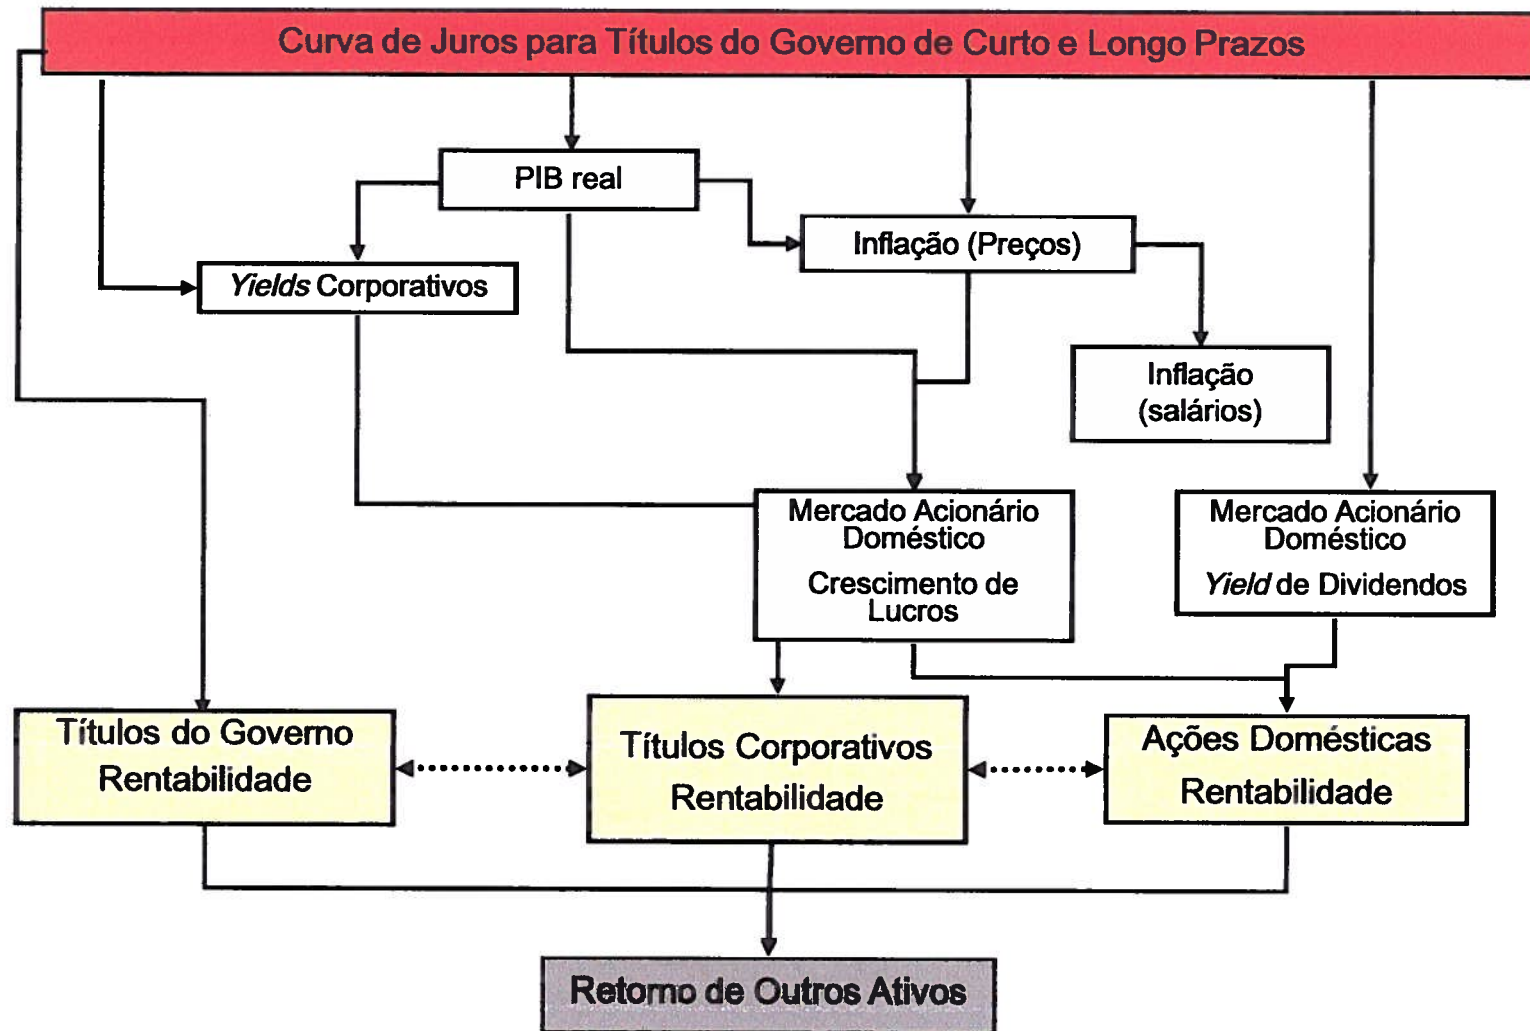 Curva de Juros para Títulos do Governo de Curto e Longo Prazos
PIB real
Inflação (Preços)
Yields Corporativos
Inflação
(salários)
Mercado Acionário
Doméstico
Crescimento de
Lucros
Mercado Acionário
Doméstico
Yield de Dividendos
Títulos do Governo
Rentabilidade
Títulos Corporativos
Rentabilidade
Ações Domésticas
Rentabilidade
Retorno de Outros Ativos